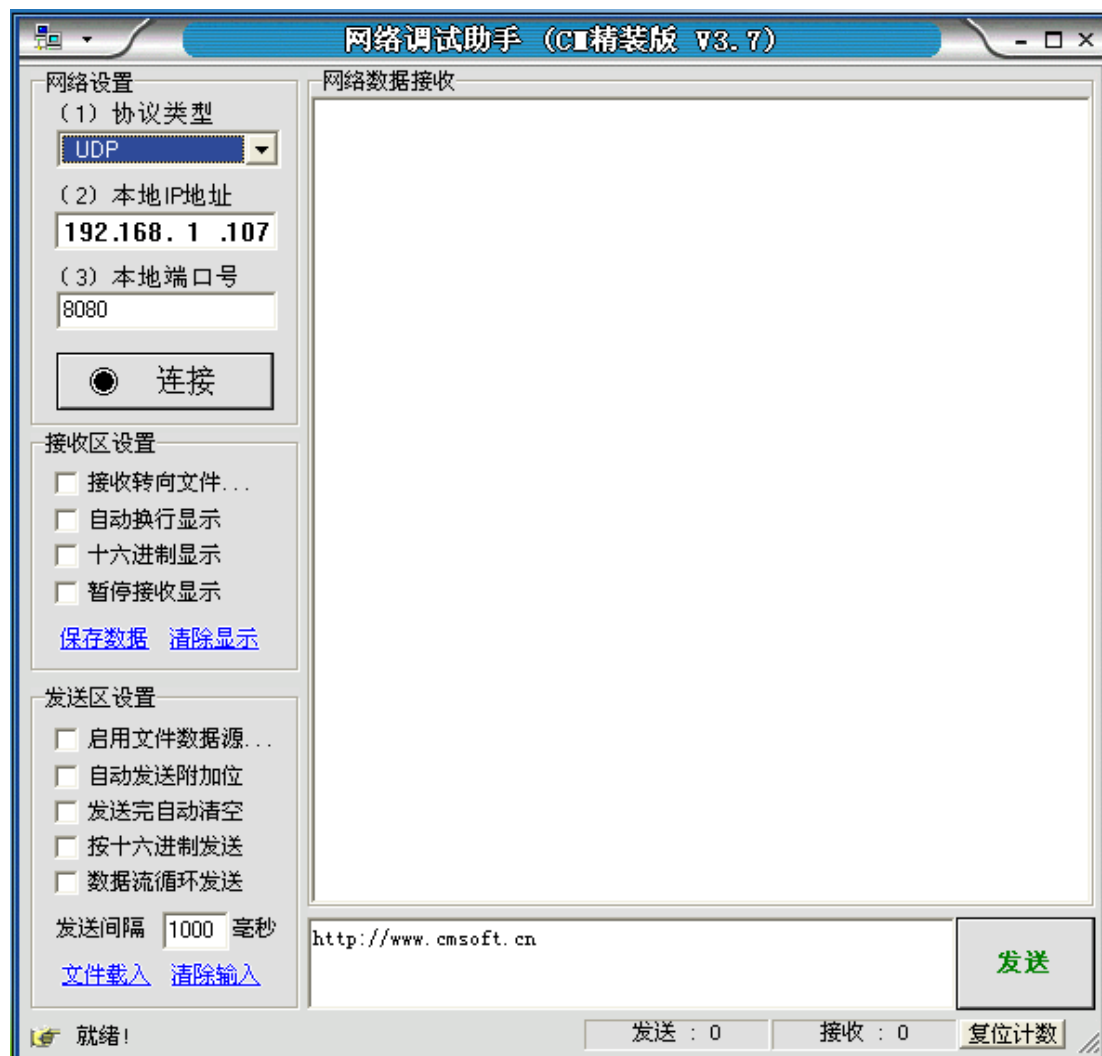 网络调试助手 (CⅢ精装版 V3.7)
网络设置
(1) 协议类型
UDP
(2) 本地IP地址
192.168. 1 .107
(3) 本地端口号
8080
连接
接收区设置
接收转向文件...
自动换行显示
十六进制显示
暂停接收显示
保存数据 清除显示
发送区设置
启用文件数据源...
自动发送附加位
发送完自动清空
按十六进制发送
数据流循环发送
发送间隔 1000 毫秒
文件载入 清除输入
网络数据接收
http://www.cmsoft.cn
发送
就绪!
发送 : 0
接收 : 0
复位计数